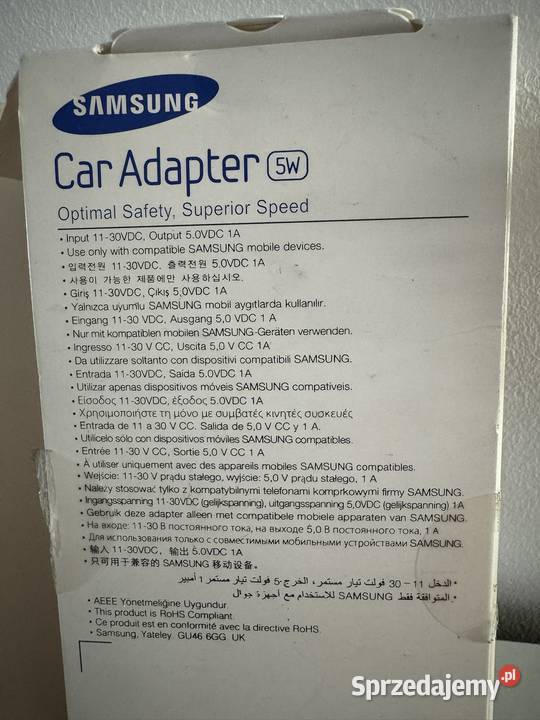 SAMSUNG
Car Adapter 5W
Optimal Safety, Superior Speed
• Input 11-30VDC, Output 5.0VDC 1A
• Use only with compatible SAMSUNG mobile devices.
• 입력전원 11-30VDC, 출력전원 5,0VDC 1A
• 사용이 가능한 제품에만 사용하십시오.
• Giriş 11-30VDC, Çıkış 5,0VDC 1A
• Yalnızca uyumlu SAMSUNG mobil aygıtlarda kullanılır.
• Eingang 11-30 VDC, Ausgang 5,0 VDC 1 A
• Nur mit kompatiblen mobilen SAMSUNG-Geräten verwenden.
• Ingresso 11-30 V CC, Uscita 5,0 V CC 1A
• Da utilizzare soltanto con dispositivi compatibili SAMSUNG.
• Entrada 11-30VDC, Saída 5.0VDC 1A
• Utilizar apenas dispositivos móveis SAMSUNG compatíveis.
• Είσοδος 11-30VDC, έξοδος 5.0VDC 1A
• Χρησιμοποιήστε τη μόνο με συμβατές κινητές συσκευές
• Entrada de 11 a 30 V CC. Salida de 5,0 V CC y 1 A.
• Utilícelo sólo con dispositivos móviles SAMSUNG compatibles.
• Entrée 11-30 V CC, Sortie 5,0 V CC 1 A
• À utiliser uniquement avec des appareils mobiles SAMSUNG compatibles.
• Wejście: 11-30 V prądu stałego, wyjście: 5,0 V prądu stałego, 1 A
• Należy stosować tylko z kompatybilnymi telefonami komprkowymi firmy SAMSUNG.
• Ingangsspanning 11-30VDC (gelijkspanning), uitgangsspanning 5,0VDC (gelijkspanning) 1A
• Gebruik deze adapter alleen met compatibele mobiele apparaten van SAMSUNG.
• На входе: 11-30 В постоянного тока, на выходе 5,0 В постоянного тока, 1 А
• Для использования только с совместимыми мобильными устройствами SAMSUNG.
• 输入 11-30VDC, 输出 5.0VDC 1A
• 只可用于兼容的 SAMSUNG 移动设备。
• الدخل 11 – 30 فولت تيار مستمر، الخرج 5٠ فولت تيار مستمر 1 أمبير
• المتوافقة فقط SAMSUNG للاستخدام مع أجهزة جوال
• AEEE Yönetmeliğine Uygundur.
• This product is RoHS Compliant
• Ce produit est en conformité avec la directive RoHS
• Samsung, Yateley. GU46 6GG. UK
Sprzedajemy.pl